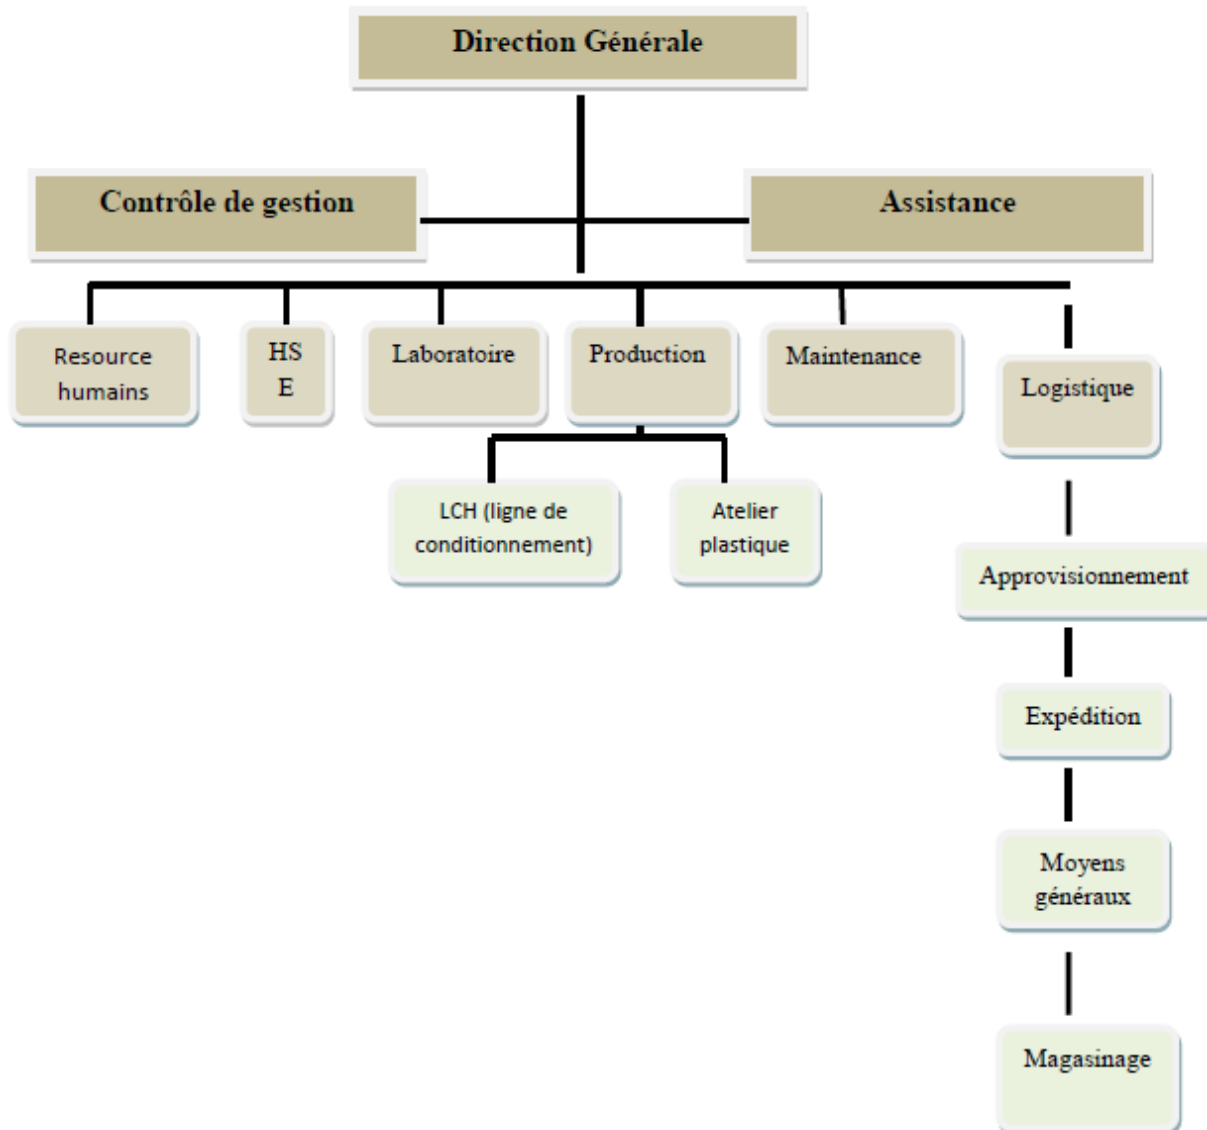 Direction Générale
Contrôle de gestion
Assistance
Resource
humains
HS
E
Laboratoire
Production
Maintenance
Logistique
LCH (ligne de
conditionnement)
Atelier
plastique
Approvisionnement
Expédition
Moyens
généraux
Magasinage